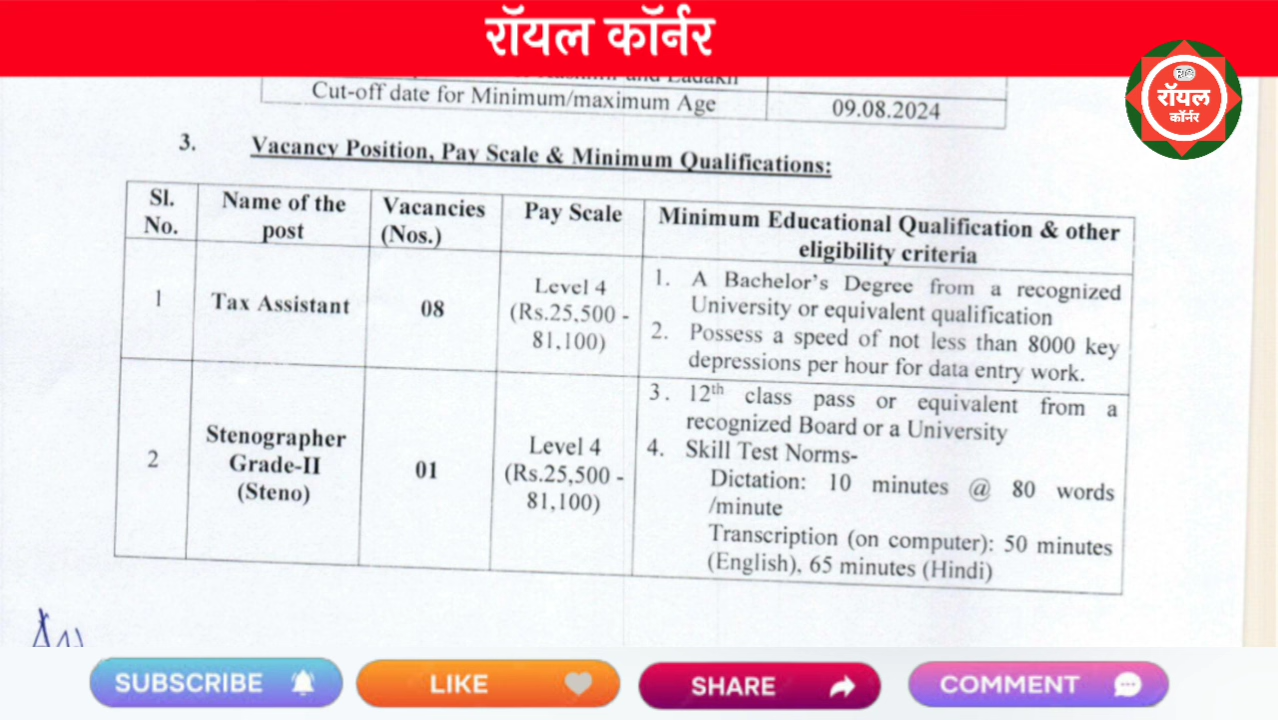 रॉयल कॉर्नर
and Ladakh
Cut-off date for Minimum/maximum Age 09.08.2024
RC
रॉयल
कॉर्नर
3. Vacancy Position, Pay Scale & Minimum Qualifications:
Sl. No. Name of the post Vacancies (Nos.) Pay Scale Minimum Educational Qualification & other eligibility criteria
1 Tax Assistant 08 Level 4 (Rs.25,500 - 81,100)
1. A Bachelor's Degree from a recognized
University or equivalent qualification
2. Possess a speed of not less than 8000 key
depressions per hour for data entry work.
2 Stenographer Grade-II (Steno) 01 Level 4 (Rs.25,500 - 81,100)
3. 12th class pass or equivalent from a
recognized Board or a University
4. Skill Test Norms-
Dictation: 10 minutes @ 80 words
/minute
Transcription (on computer): 50 minutes
(English), 65 minutes (Hindi)
SUBSCRIBE LIKE SHARE COMMENT